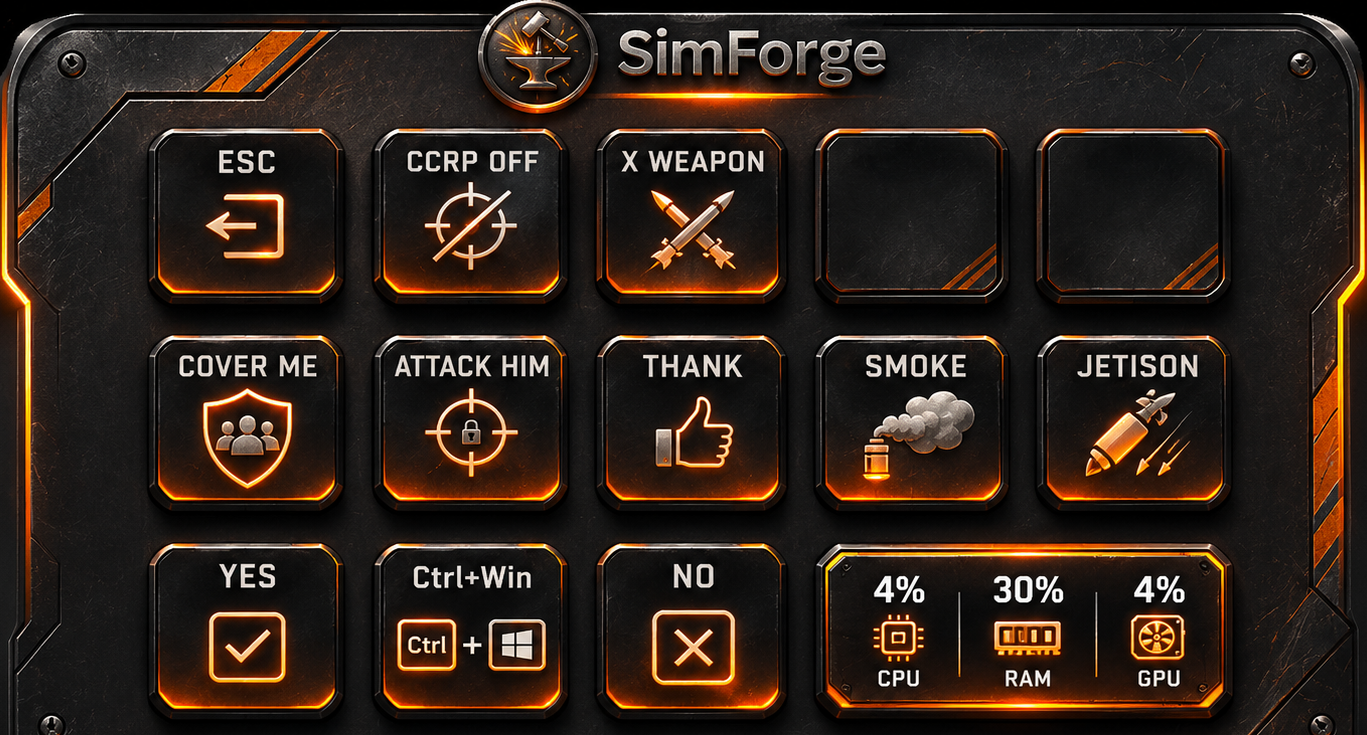 SimForge
ESC
CCRP OFF
X WEAPON
COVER ME
ATTACK HIM
THANK
SMOKE
JETISON
YES
Ctrl+Win
Ctrl +
NO
4%
CPU
30%
RAM
4%
GPU